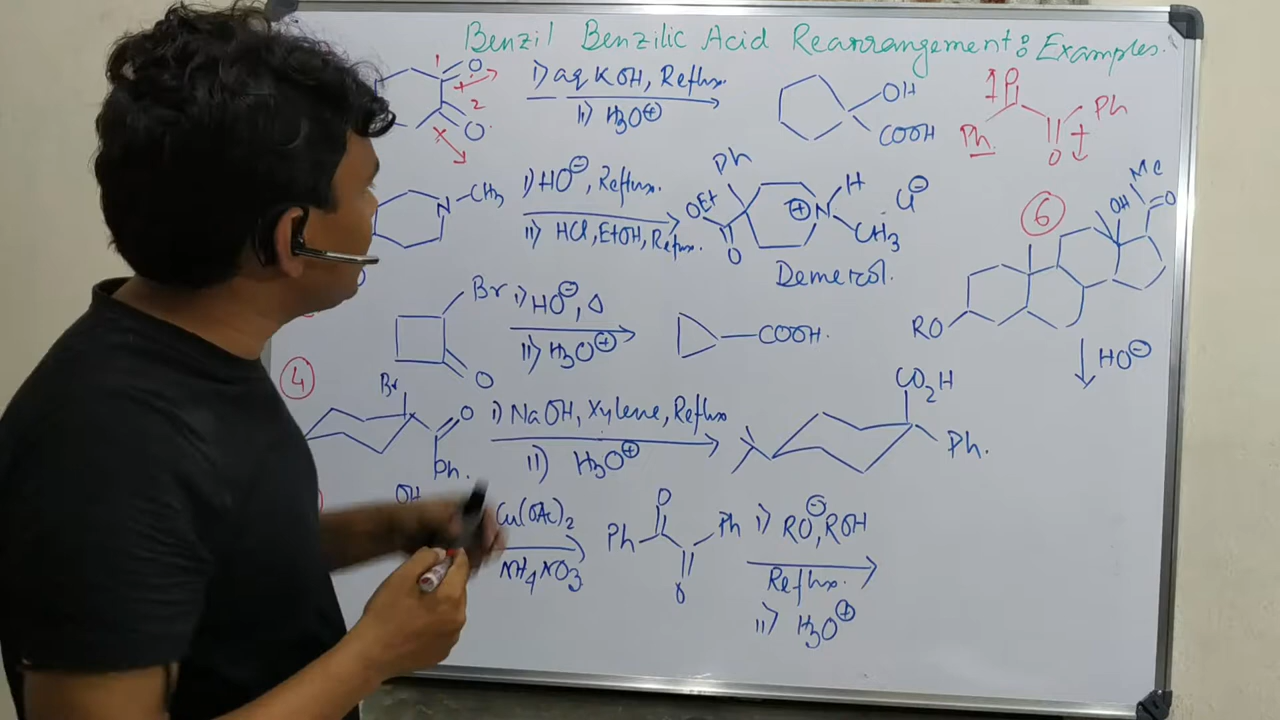 Benzil Benzilic Acid Rearrangement: Examples.
1 O
2
O
i) aq KOH, Reflux.
ii) H3O⊕
OH
COOH
O
Ph
Ph
O
N-CH3
i) HO⊖, Reflux.
ii) HCl, EtOH, Reflux.
Ph
OEt
O
⊕N
H
CH3
Cl⊖
Demerol.
6
Me
OH
O
RO
HO⊖
Br
O
i) HO⊖, Δ
ii) H3O⊕
COOH.
4
Br
O
Ph.
i) NaOH, Xylene, Reflux
ii) H3O⊕
CO2H
Ph.
OH
Cu(OAc)2
NH4NO3
O
Ph
Ph
O
i) RO⊖, ROH
Reflux.
ii) H3O⊕